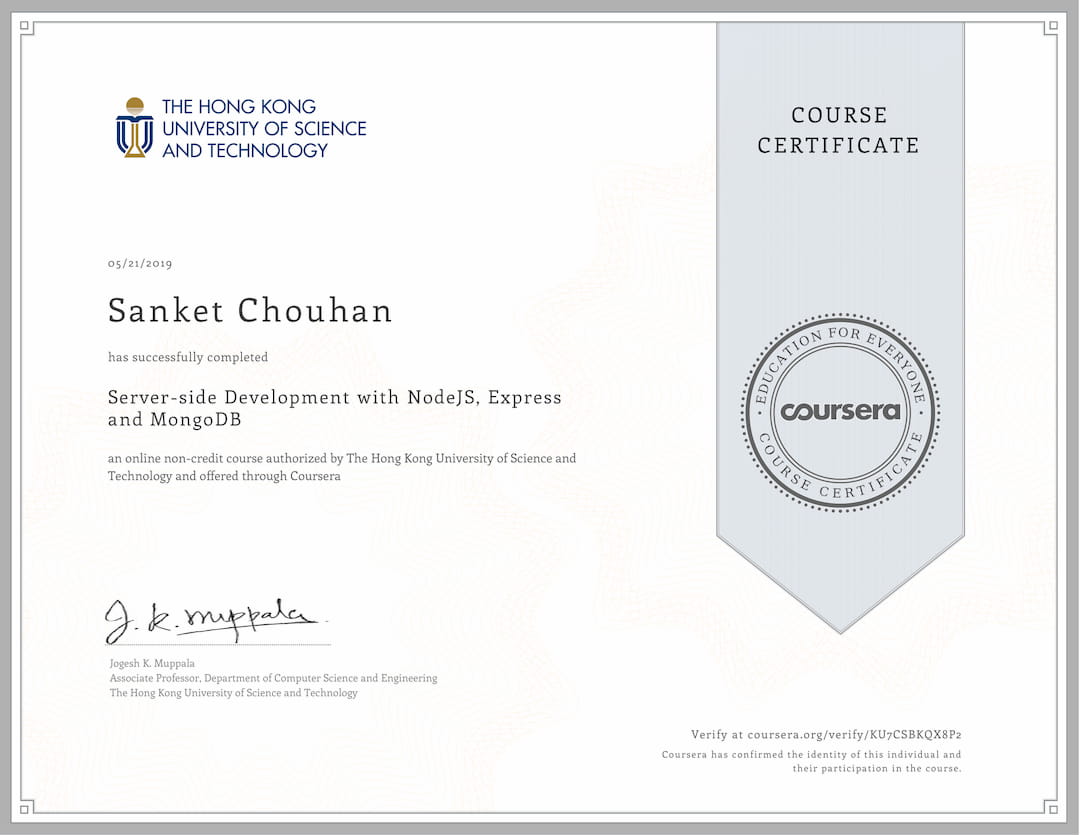 THE HONG KONG
UNIVERSITY OF SCIENCE
AND TECHNOLOGY
COURSE
CERTIFICATE
05/21/2019
Sanket Chouhan
has successfully completed
Server-side Development with NodeJS, Express
and MongoDB
an online non-credit course authorized by The Hong Kong University of Science and
Technology and offered through Coursera
EDUCATION FOR EVERYONE
coursera
COURSE CERTIFICATE
J. K. Muppala
Jogesh K. Muppala
Associate Professor, Department of Computer Science and Engineering
The Hong Kong University of Science and Technology
Verify at coursera.org/verify/KU7CSBKQX8P2
Coursera has confirmed the identity of this individual and
their participation in the course.